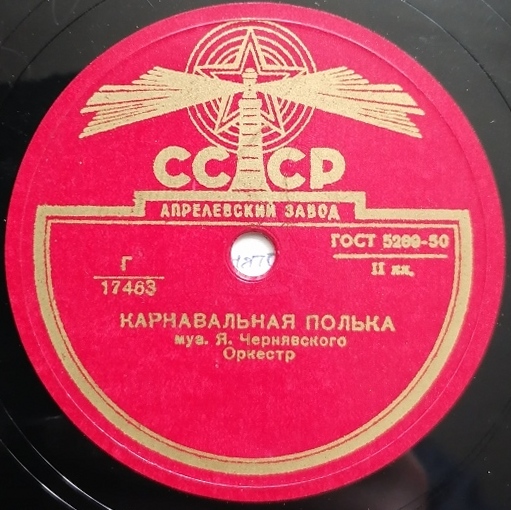 СССР
АПРЕЛЕВСКИЙ ЗАВОД
ГОСТ 5289-50
II кл.
Г
17463
КАРНАВАЛЬНАЯ ПОЛЬКА
муз. Я. Чернявского
Оркестр